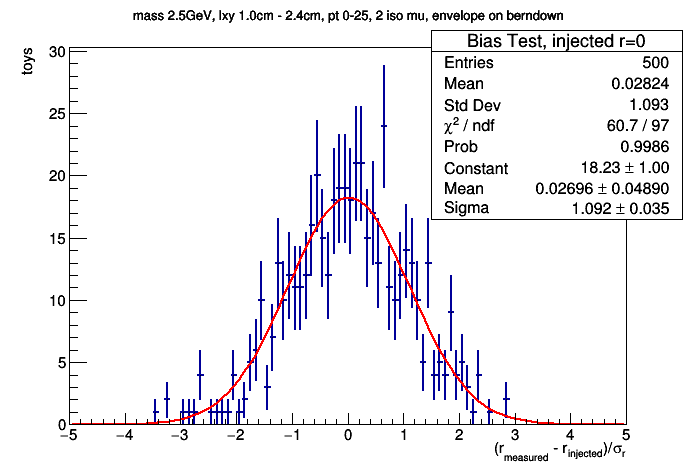 mass 2.5GeV, lxy 1.0cm - 2.4cm, pt 0-25, 2 iso mu, envelope on berndown
toys
Bias Test, injected r=0
Entries 500
Mean 0.02824
Std Dev 1.093
χ² / ndf 60.7 / 97
Prob 0.9986
Constant 18.23 ± 1.00
Mean 0.02696 ± 0.04890
Sigma 1.092 ± 0.035
30
25
20
15
10
5
0
−5 −4 −3 −2 −1 0 1 2 3 4 5
(r_measured - r_injected)/σ_r